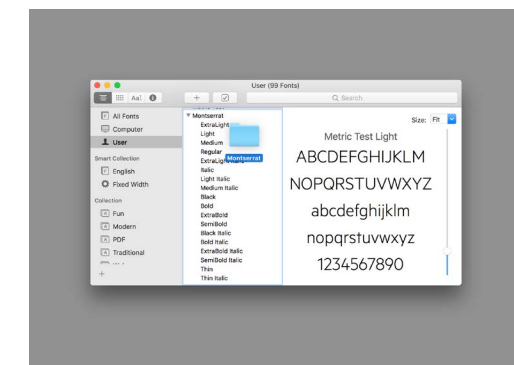 User (99 Fonts)
Aa1
Search
All Fonts
Computer
User
Smart Collection
English
Fixed Width
Collection
Fun
Modern
PDF
Traditional
Montserrat
ExtraLight
Light
Medium
Regular
ExtraLight
Montserrat
Italic
Light Italic
Medium Italic
Black
Bold
ExtraBold
SemiBold
Black Italic
Bold Italic
ExtraBold Italic
SemiBold Italic
Thin
Thin Italic
Size: Fit
Metric Test Light
ABCDEFGHIJKLM
NOPQRSTUVWXYZ
abcdefghijklm
nopqrstuvwxyz
1234567890